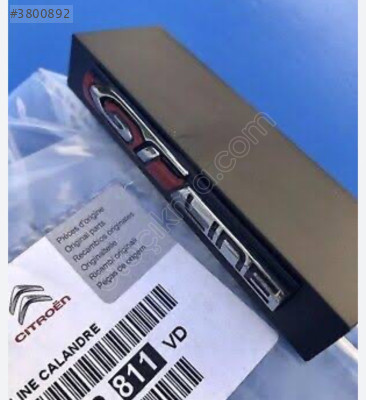 #3800892
GT LINE
Pièces d'origine
Original parts
Recambios originales
Originalteile
Ricambi originali
Peças de origem
CITROËN
LINE CALANDRE
811 VD